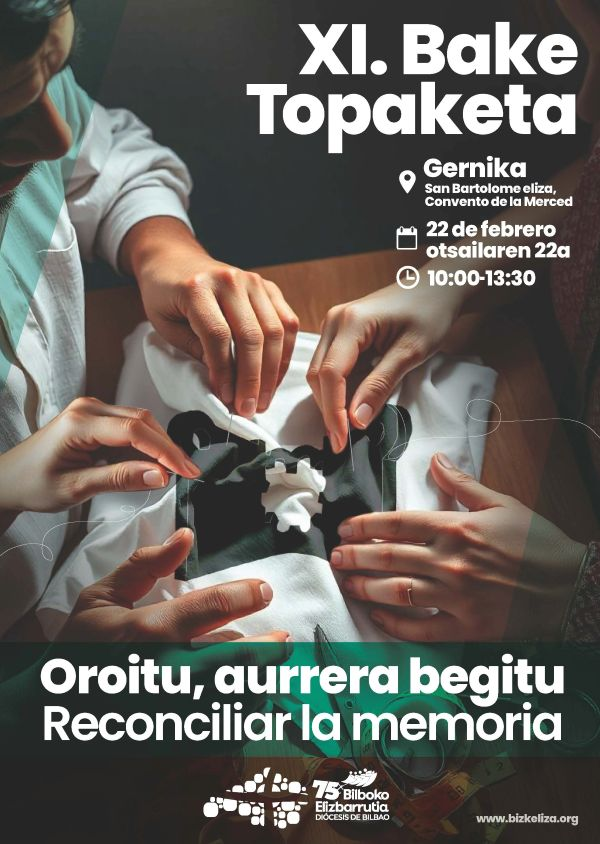 XI. Bake
Topaketa
Gernika
San Bartolome eliza,
Convento de la Merced
22 de febrero
otsailaren 22a
10:00-13:30
Oroitu, aurrera begitu
Reconciliar la memoria
75 Bilboko
Elizbarrutia
DIÓCESIS DE BILBAO
www.bizkeliza.org